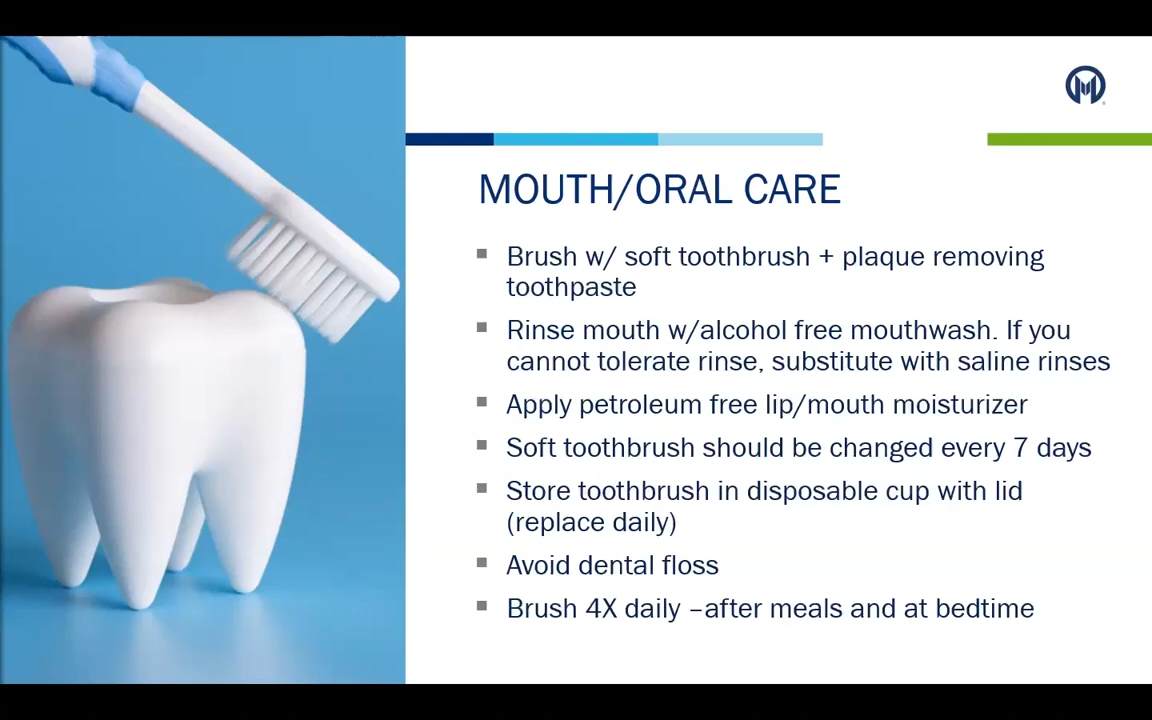 MOUTH/ORAL CARE
Brush w/ soft toothbrush + plaque removing
toothpaste
Rinse mouth w/alcohol free mouthwash. If you
cannot tolerate rinse, substitute with saline rinses
Apply petroleum free lip/mouth moisturizer
Soft toothbrush should be changed every 7 days
Store toothbrush in disposable cup with lid
(replace daily)
Avoid dental floss
Brush 4X daily –after meals and at bedtime